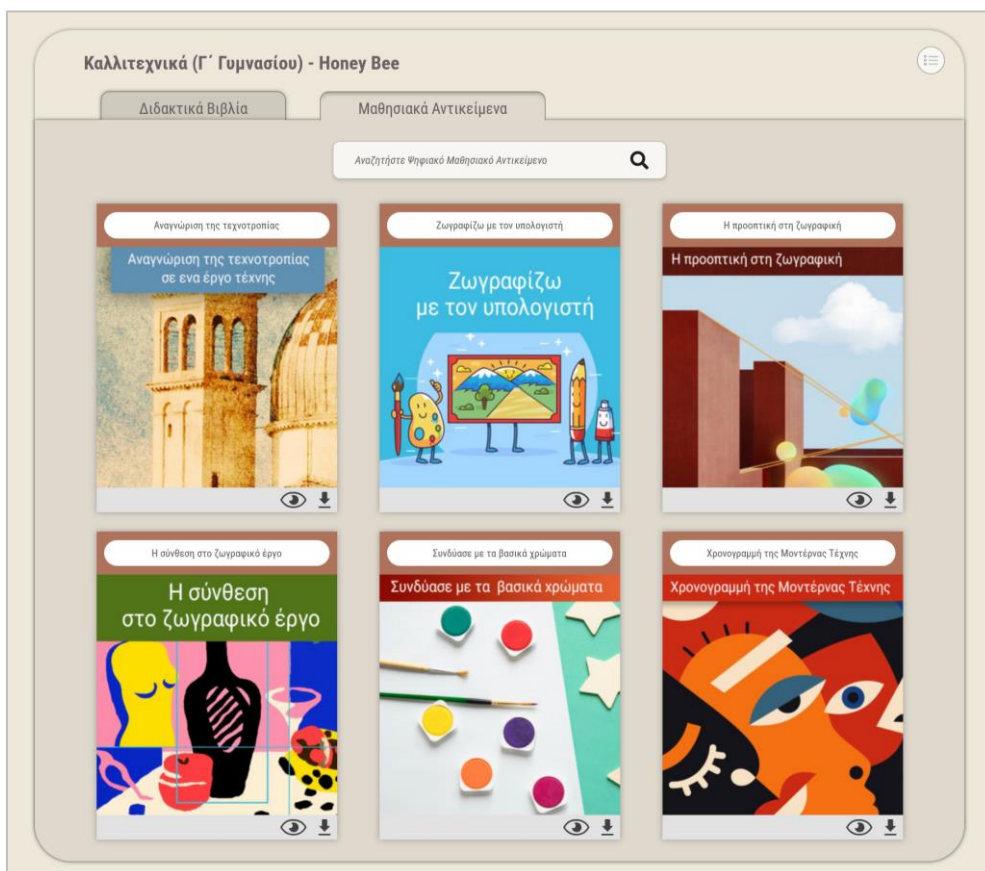 Καλλιτεχνικά (Γ΄ Γυμνασίου) - Honey Bee
Διδακτικά Βιβλία
Μαθησιακά Αντικείμενα
Αναζητήστε Ψηφιακό Μαθησιακό Αντικείμενο
Αναγνώριση της τεχνοτροπίας
Ζωγραφίζω με τον υπολογιστή
Η προοπτική στη ζωγραφική
Αναγνώριση της τεχνοτροπίας
σε ενα έργο τέχνης
Ζωγραφίζω
με τον υπολογιστή
Η προοπτική στη ζωγραφική
Η σύνθεση στο ζωγραφικό έργο
Συνδύασε με τα βασικά χρώματα
Χρονογραμμή της Μοντέρνας Τέχνης
Η σύνθεση
στο ζωγραφικό έργο
Συνδύασε με τα βασικά χρώματα
Χρονογραμμή της Μοντέρνας Τέχνης